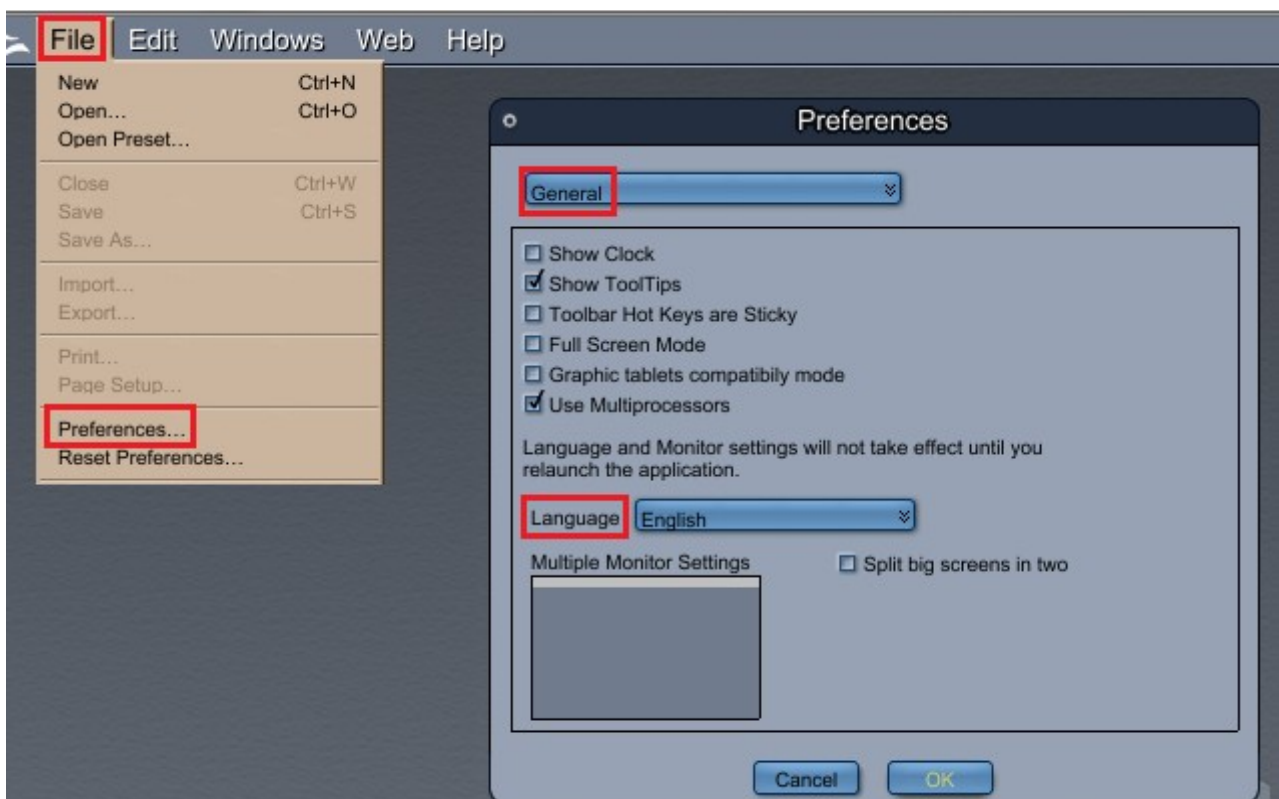 File Edit Windows Web Help
New Ctrl+N
Open... Ctrl+O
Open Preset...
Close Ctrl+W
Save Ctrl+S
Save As...
Import...
Export...
Print...
Page Setup...
Preferences...
Reset Preferences...
Preferences
General
Show Clock
Show ToolTips
Toolbar Hot Keys are Sticky
Full Screen Mode
Graphic tablets compatibily mode
Use Multiprocessors
Language and Monitor settings will not take effect until you
relaunch the application.
Language English
Multiple Monitor Settings Split big screens in two
Cancel OK